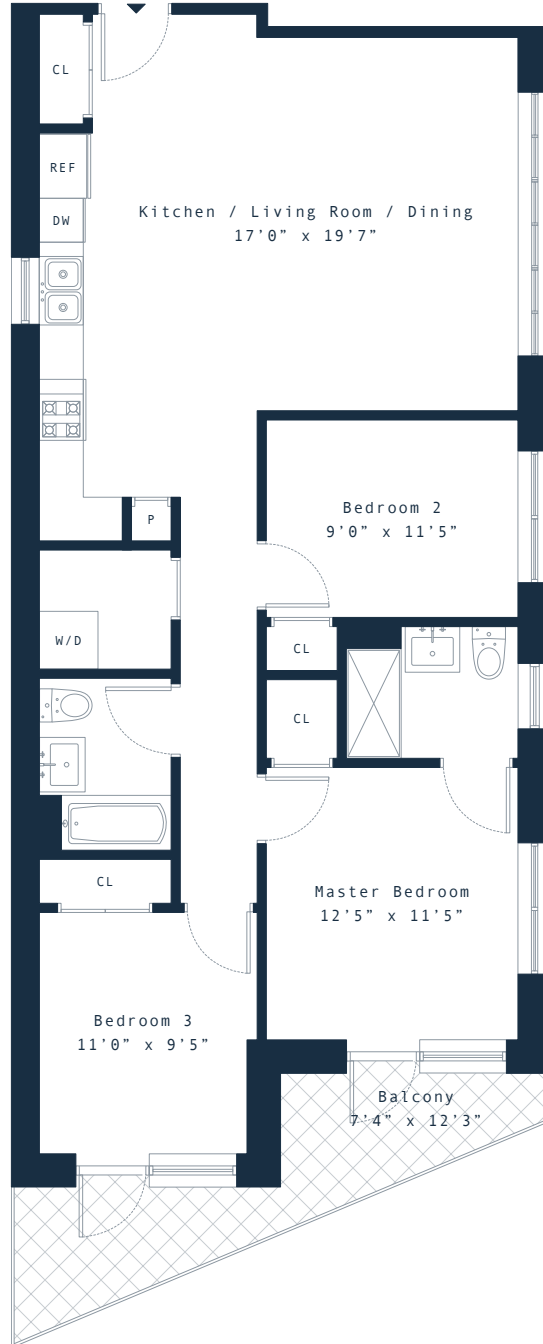 CL
REF
DW
Kitchen / Living Room / Dining
17’0” x 19’7”
P
Bedroom 2
9’0” x 11’5”
W/D
CL
CL
CL
Master Bedroom
12’5” x 11’5”
Bedroom 3
11’0” x 9’5”
Balcony
7’4” x 12’3”